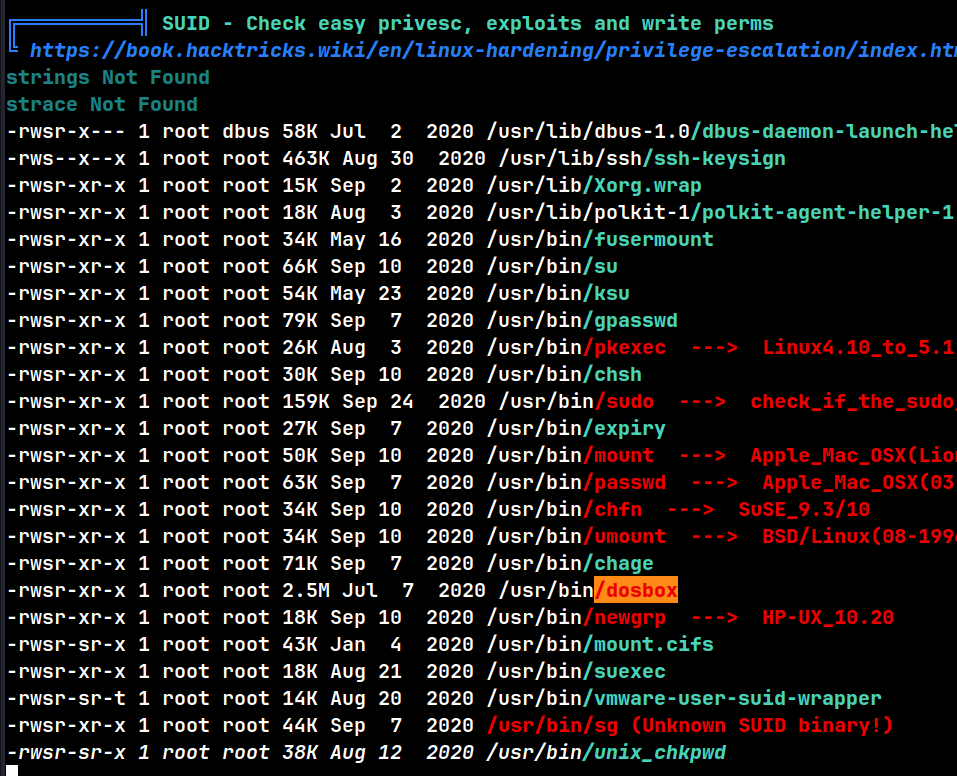 SUID - Check easy privesc, exploits and write perms
https://book.hacktricks.wiki/en/linux-hardening/privilege-escalation/index.htm
strings Not Found
strace Not Found
-rwsr-x--- 1 root dbus 58K Jul  2  2020 /usr/lib/dbus-1.0/dbus-daemon-launch-hel
-rws--x--x 1 root root 463K Aug 30  2020 /usr/lib/ssh/ssh-keysign
-rwsr-xr-x 1 root root 15K Sep  2  2020 /usr/lib/Xorg.wrap
-rwsr-xr-x 1 root root 18K Aug  3  2020 /usr/lib/polkit-1/polkit-agent-helper-1
-rwsr-xr-x 1 root root 34K May 16  2020 /usr/bin/fusermount
-rwsr-xr-x 1 root root 66K Sep 10  2020 /usr/bin/su
-rwsr-xr-x 1 root root 54K May 23  2020 /usr/bin/ksu
-rwsr-xr-x 1 root root 79K Sep  7  2020 /usr/bin/gpasswd
-rwsr-xr-x 1 root root 26K Aug  3  2020 /usr/bin/pkexec  --->  Linux4.10_to_5.1
-rwsr-xr-x 1 root root 30K Sep 10  2020 /usr/bin/chsh
-rwsr-xr-x 1 root root 159K Sep 24  2020 /usr/bin/sudo  --->  check_if_the_sudo_
-rwsr-xr-x 1 root root 27K Sep  7  2020 /usr/bin/expiry
-rwsr-xr-x 1 root root 50K Sep 10  2020 /usr/bin/mount  --->  Apple_Mac_OSX(Lion
-rwsr-xr-x 1 root root 63K Sep  7  2020 /usr/bin/passwd  --->  Apple_Mac_OSX(03
-rwsr-xr-x 1 root root 34K Sep 10  2020 /usr/bin/chfn  --->  SuSE_9.3/10
-rwsr-xr-x 1 root root 34K Sep 10  2020 /usr/bin/umount  --->  BSD/Linux(08-1996
-rwsr-xr-x 1 root root 71K Sep  7  2020 /usr/bin/chage
-rwsr-xr-x 1 root root 2.5M Jul  7  2020 /usr/bin/dosbox
-rwsr-xr-x 1 root root 18K Sep 10  2020 /usr/bin/newgrp  --->  HP-UX_10.20
-rwsr-sr-x 1 root root 43K Jan  4  2020 /usr/bin/mount.cifs
-rwsr-xr-x 1 root root 18K Aug 21  2020 /usr/bin/suexec
-rwsr-sr-t 1 root root 14K Aug 20  2020 /usr/bin/vmware-user-suid-wrapper
-rwsr-xr-x 1 root root 44K Sep  7  2020 /usr/bin/sg (Unknown SUID binary!)
-rwsr-sr-x 1 root root 38K Aug 12  2020 /usr/bin/unix_chkpwd